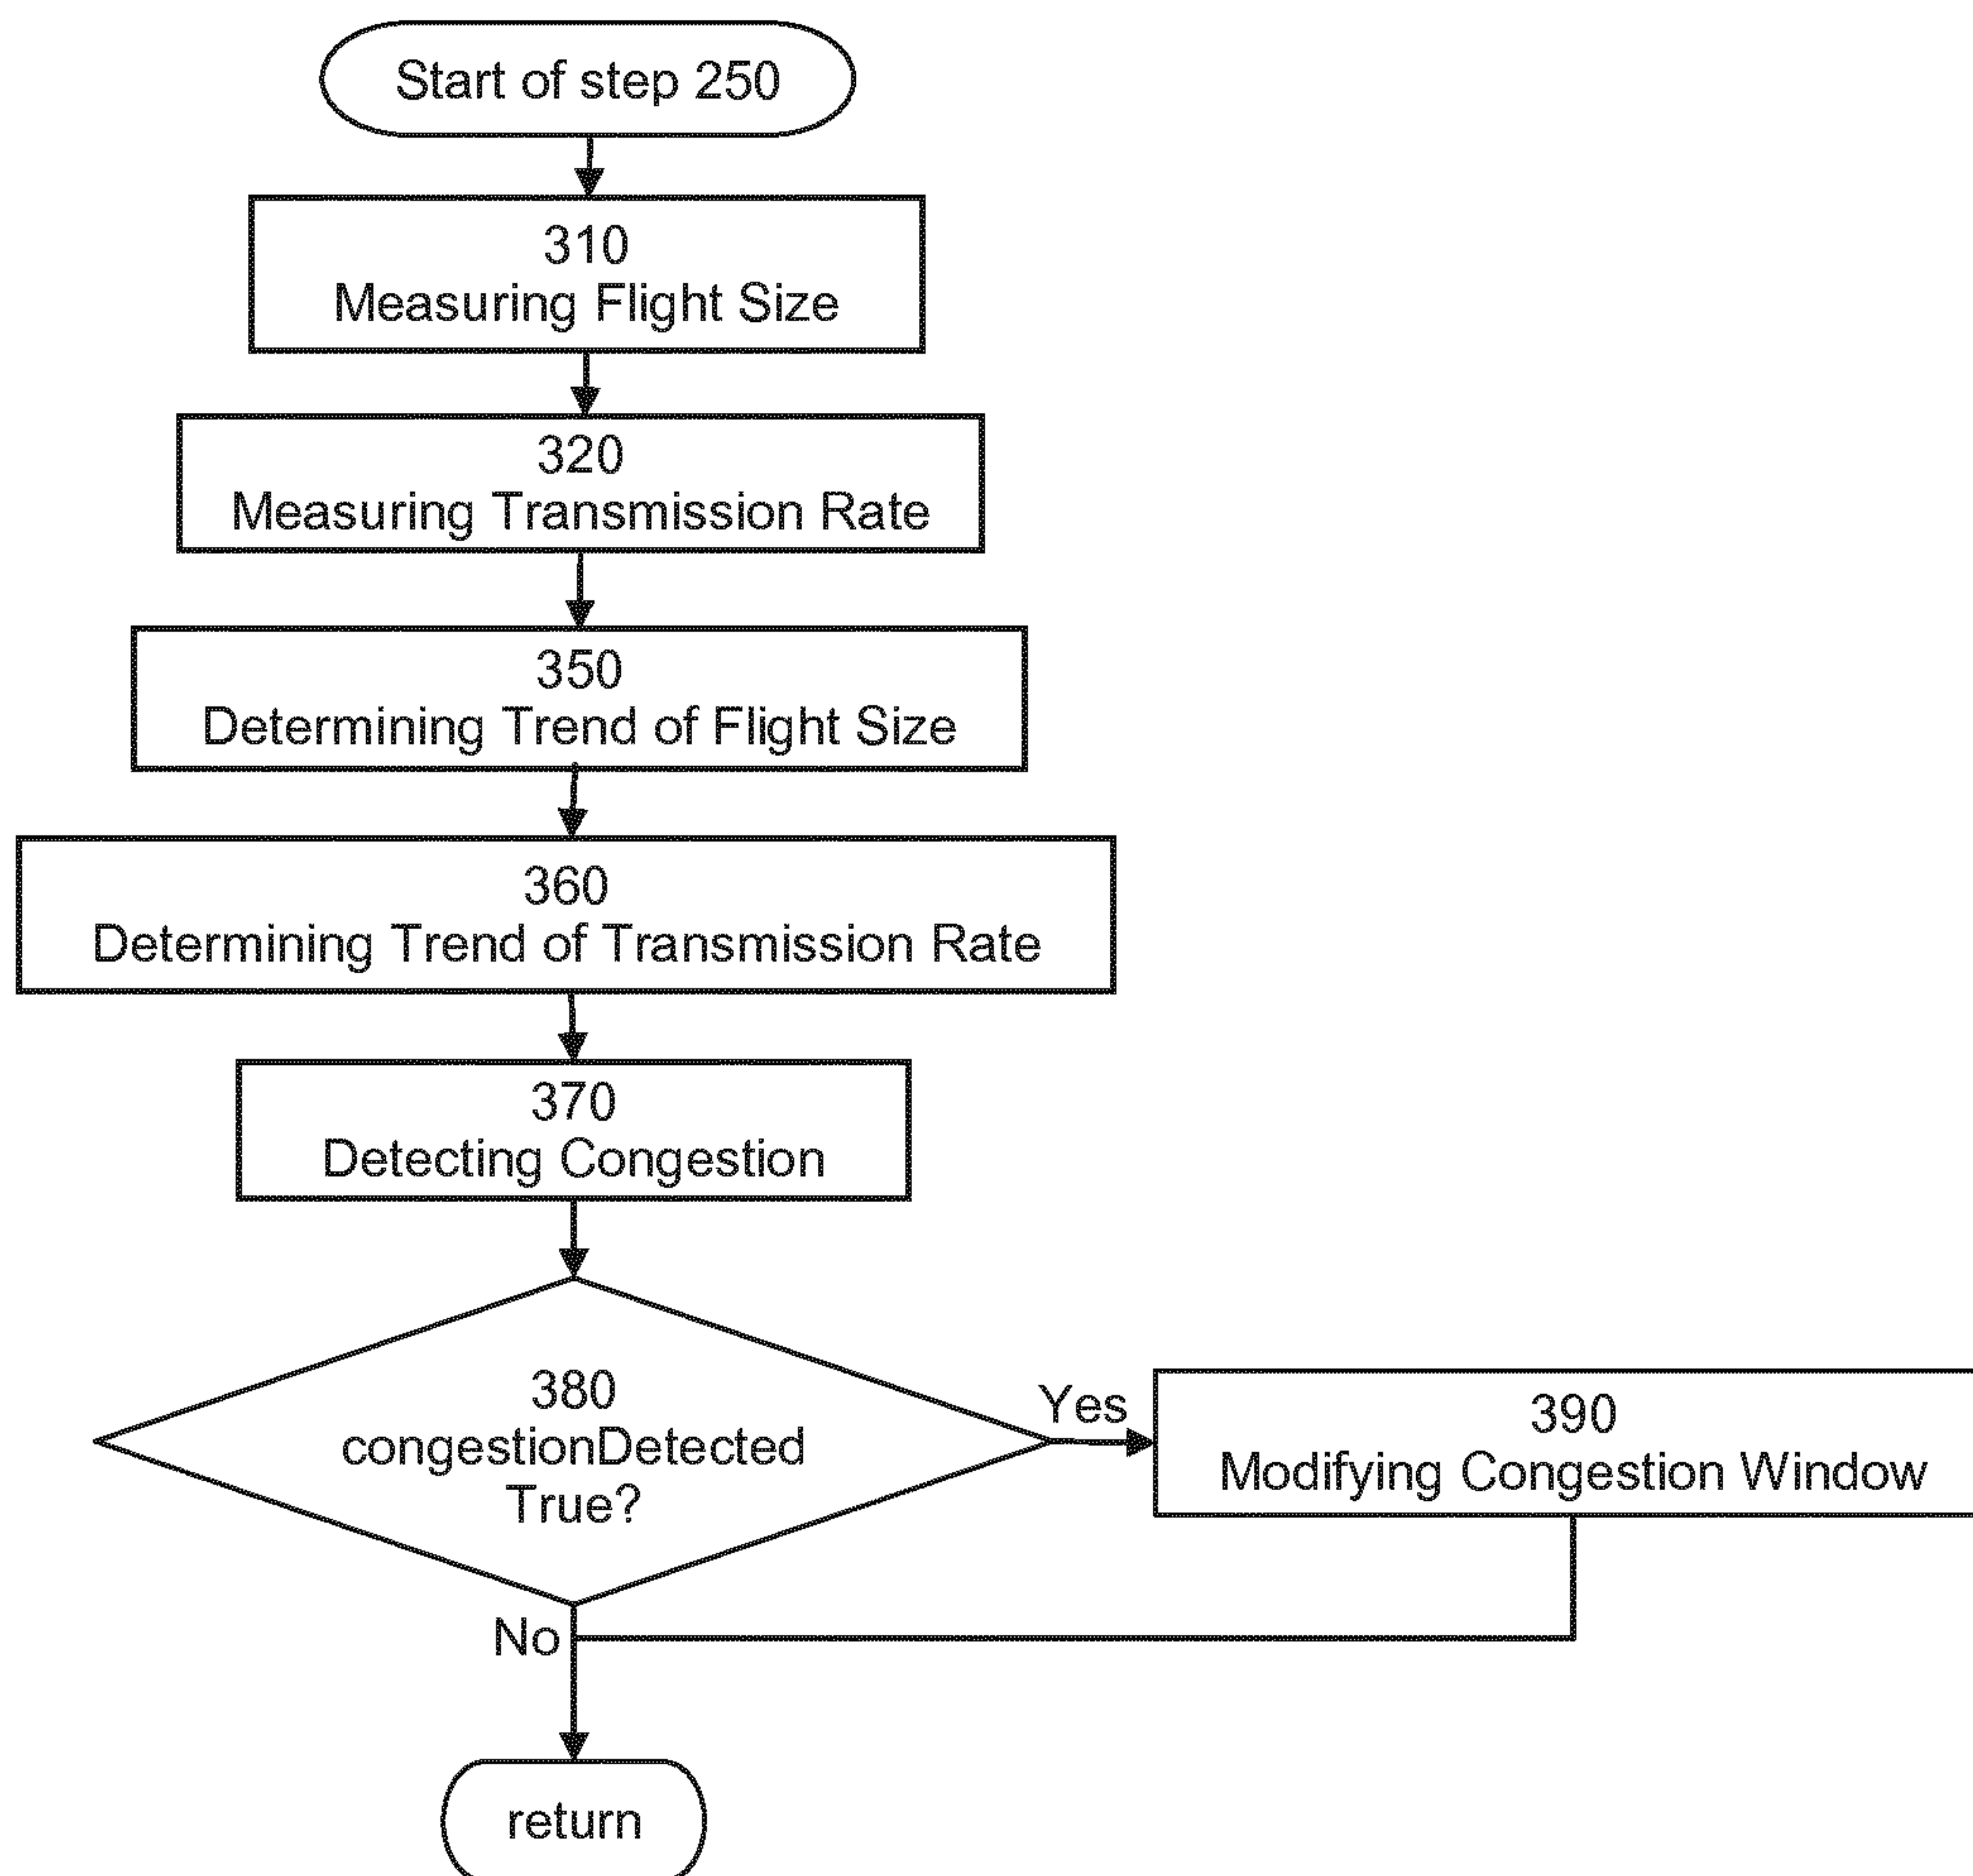 Start of step 250
310
Measuring Flight Size
320
Measuring Transmission Rate
350
Determining Trend of Flight Size
360
Determining Trend of Transmission Rate
370
Detecting Congestion
380
congestionDetected
True?
Yes
390
Modifying Congestion Window
No
return